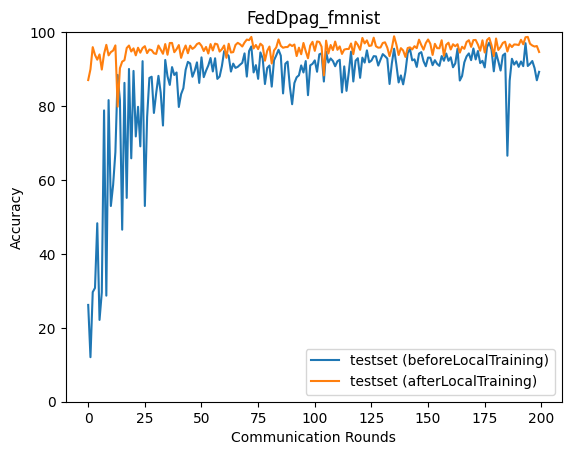 FedDpag_fmnist
100
80
60
40
20
0
Accuracy
0 25 50 75 100 125 150 175 200
Communication Rounds
testset (beforeLocalTraining)
testset (afterLocalTraining)